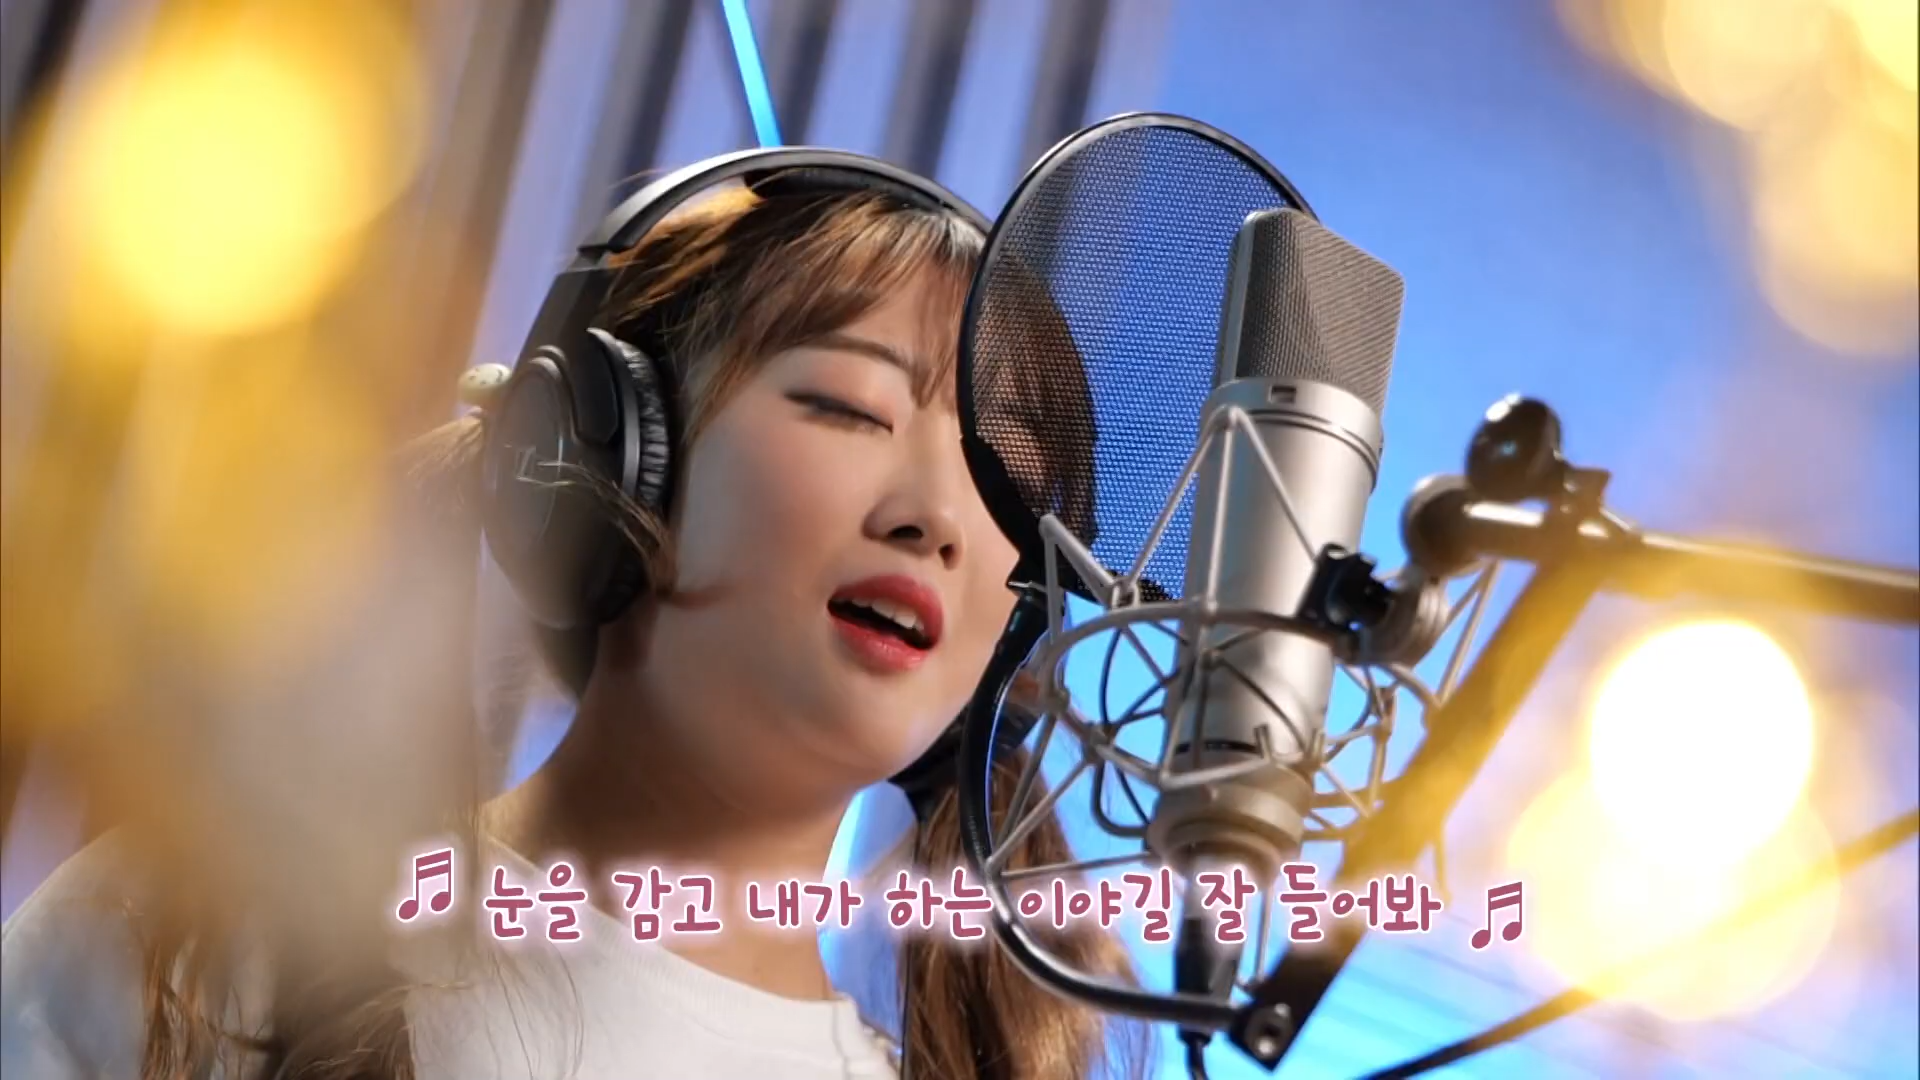 ♫ 눈을 감고 내가 하는 이야길 잘 들어봐 ♫